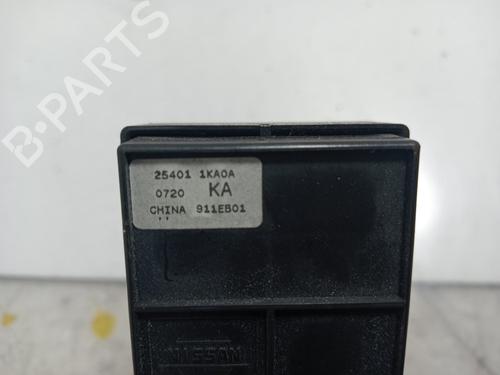 B-PARTS
25401 1KA0A
0720 KA
CHINA 911EB01
NISSAN